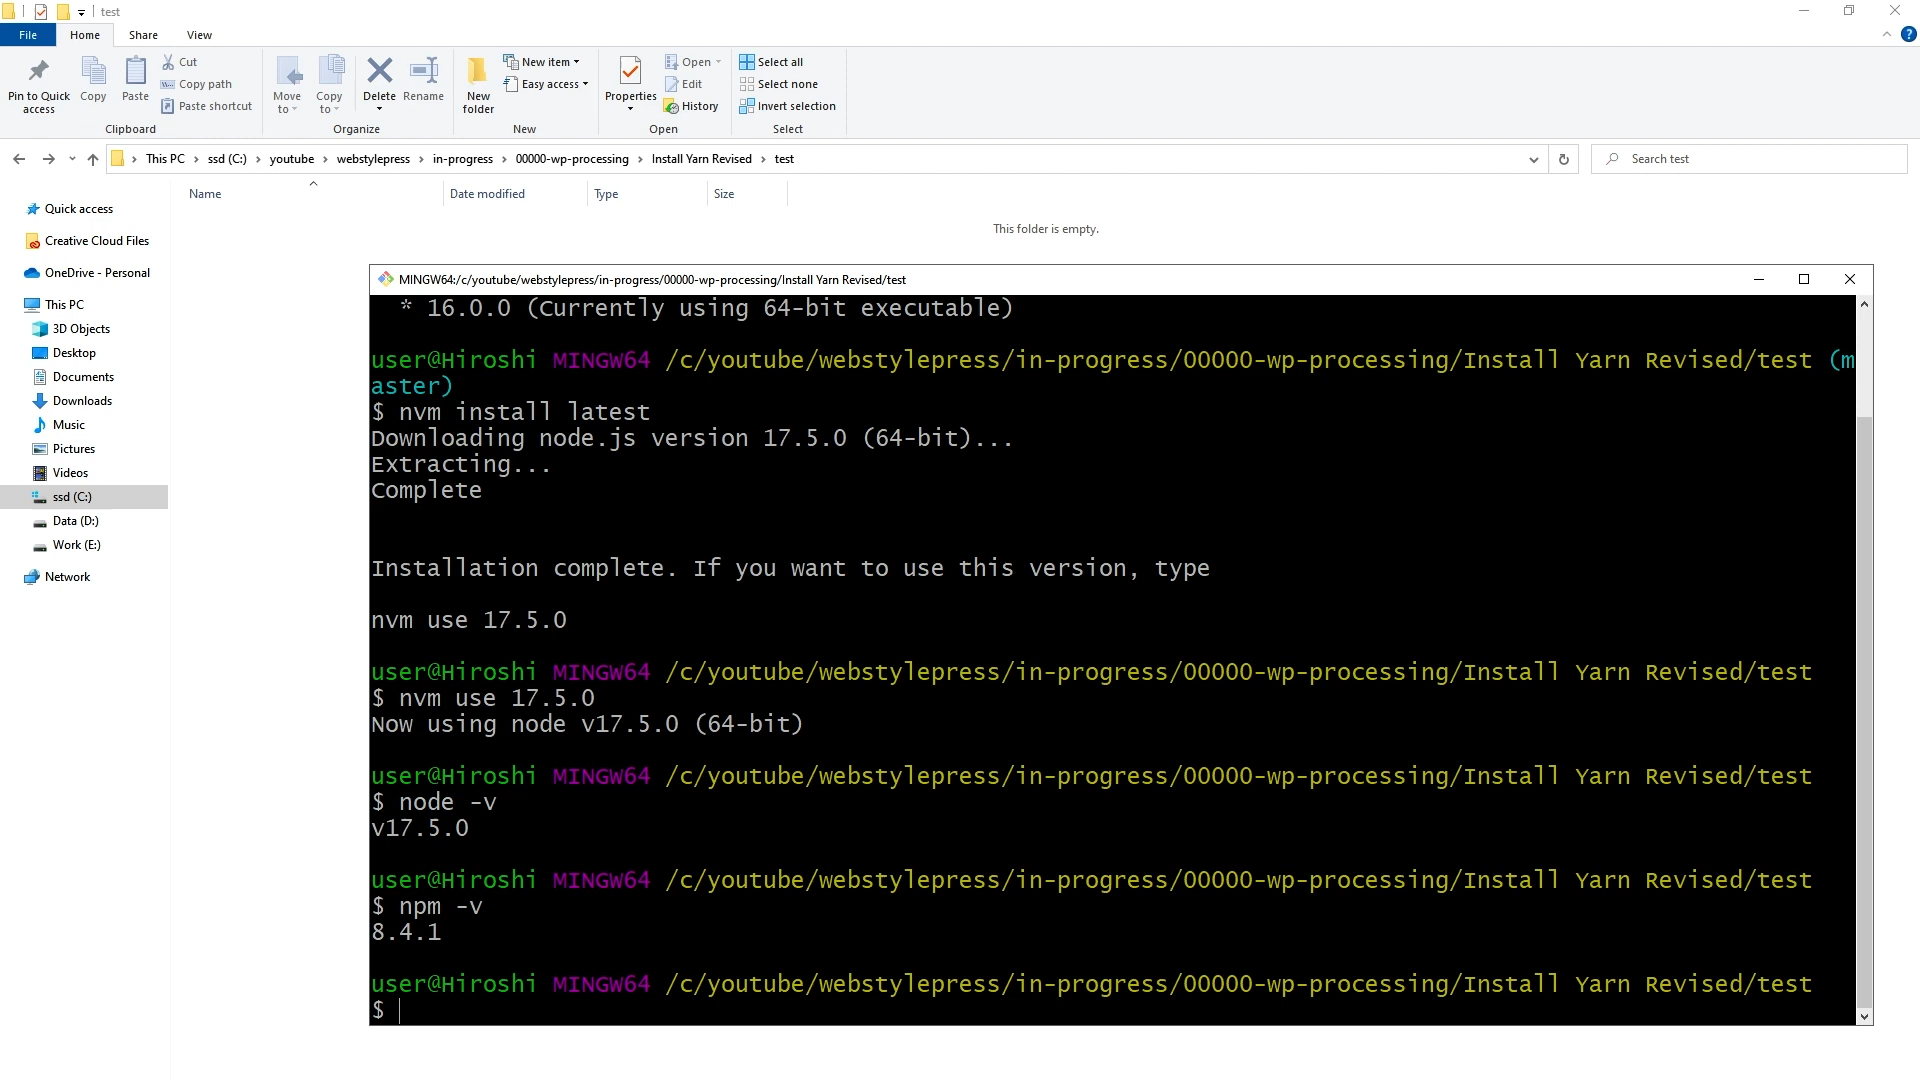 test
File Home Share View
Pin to Quick access
Copy
Paste
Cut
Copy path
Paste shortcut
Clipboard
Move to
Copy to
Delete
Rename
Organize
New folder
New item
Easy access
New
Properties
Open
Edit
History
Open
Select all
Select none
Invert selection
Select
This PC › ssd (C:) › youtube › webstylepress › in-progress › 00000-wp-processing › Install Yarn Revised › test
Search test
Name Date modified Type Size
This folder is empty.
Quick access
Creative Cloud Files
OneDrive - Personal
This PC
3D Objects
Desktop
Documents
Downloads
Music
Pictures
Videos
ssd (C:)
Data (D:)
Work (E:)
Network
MINGW64:/c/youtube/webstylepress/in-progress/00000-wp-processing/Install Yarn Revised/test
* 16.0.0 (Currently using 64-bit executable)
user@Hiroshi MINGW64 /c/youtube/webstylepress/in-progress/00000-wp-processing/Install Yarn Revised/test (m
aster)
$ nvm install latest
Downloading node.js version 17.5.0 (64-bit)...
Extracting...
Complete
Installation complete. If you want to use this version, type
nvm use 17.5.0
user@Hiroshi MINGW64 /c/youtube/webstylepress/in-progress/00000-wp-processing/Install Yarn Revised/test
$ nvm use 17.5.0
Now using node v17.5.0 (64-bit)
user@Hiroshi MINGW64 /c/youtube/webstylepress/in-progress/00000-wp-processing/Install Yarn Revised/test
$ node -v
v17.5.0
user@Hiroshi MINGW64 /c/youtube/webstylepress/in-progress/00000-wp-processing/Install Yarn Revised/test
$ npm -v
8.4.1
user@Hiroshi MINGW64 /c/youtube/webstylepress/in-progress/00000-wp-processing/Install Yarn Revised/test
$